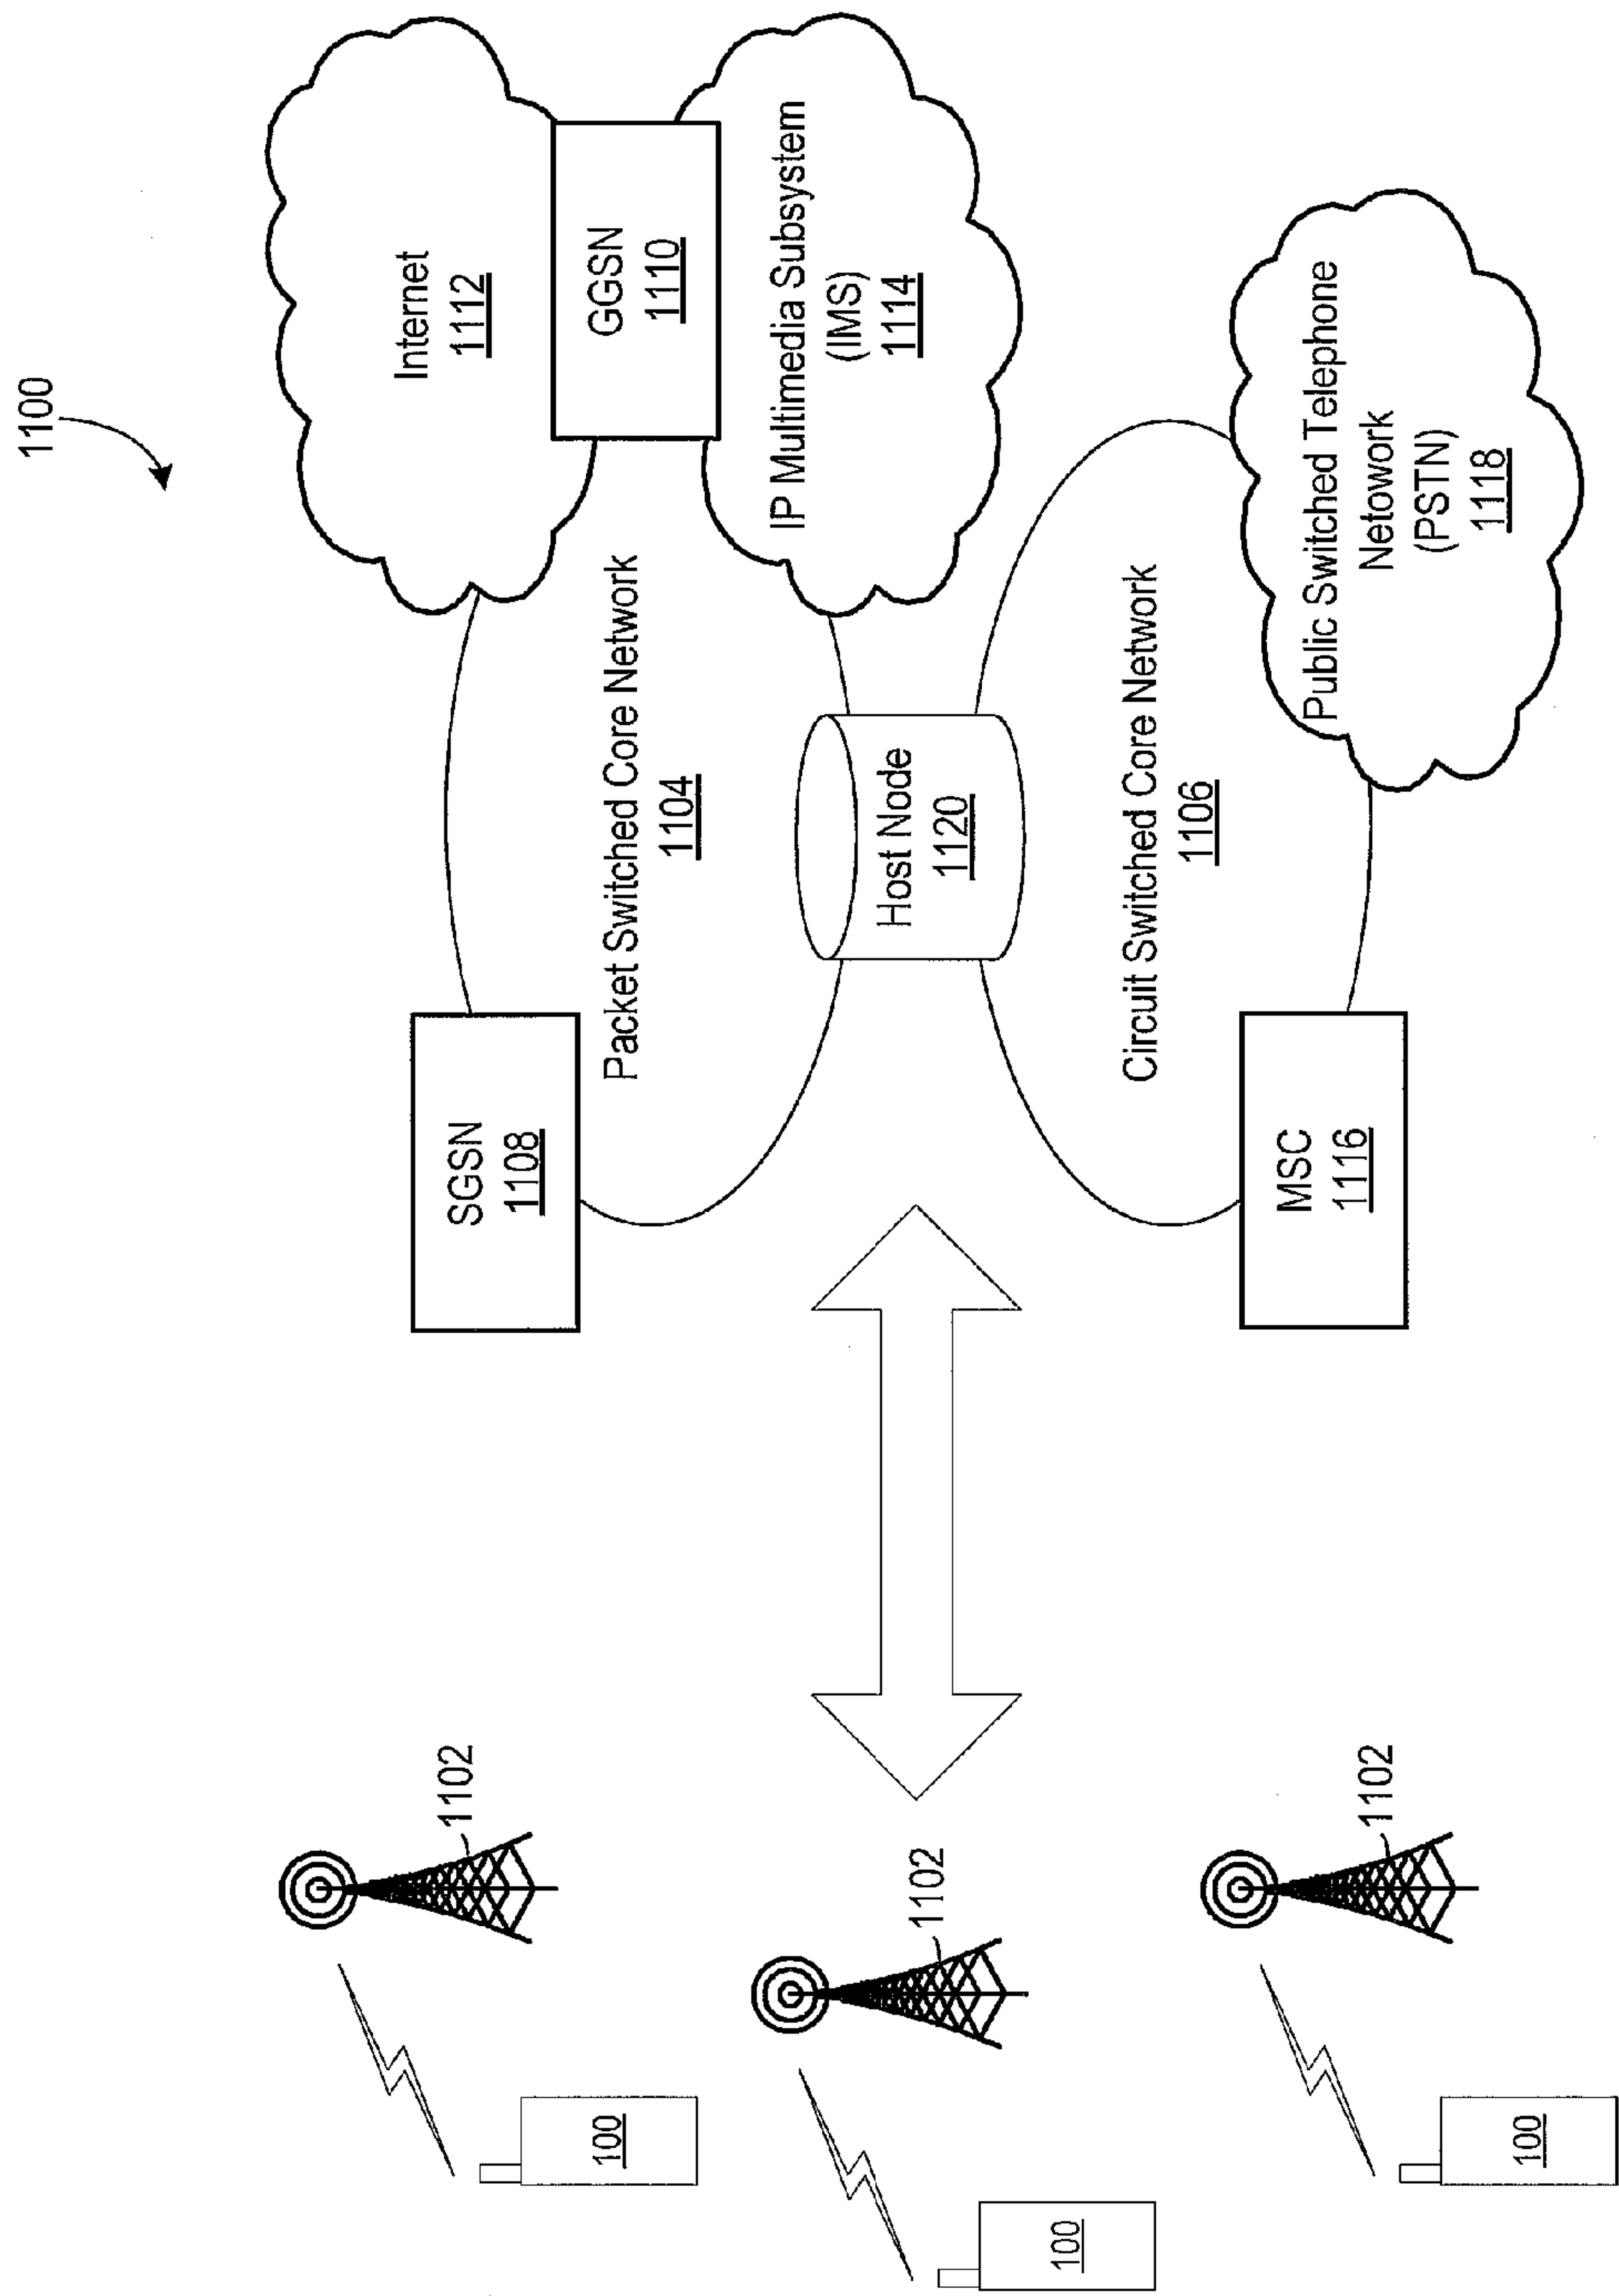 1100
Internet
1112
GGSN
1110
IP Multimedia Subsystem
(IMS)
1114
SGSN
1108
Packet Switched Core Network
1104
Host Node
1120
Circuit Switched Core Network
1106
MSC
1116
Public Switched Telephone
Netowork
(PSTN)
1118
1102
1102
1102
100
100
100